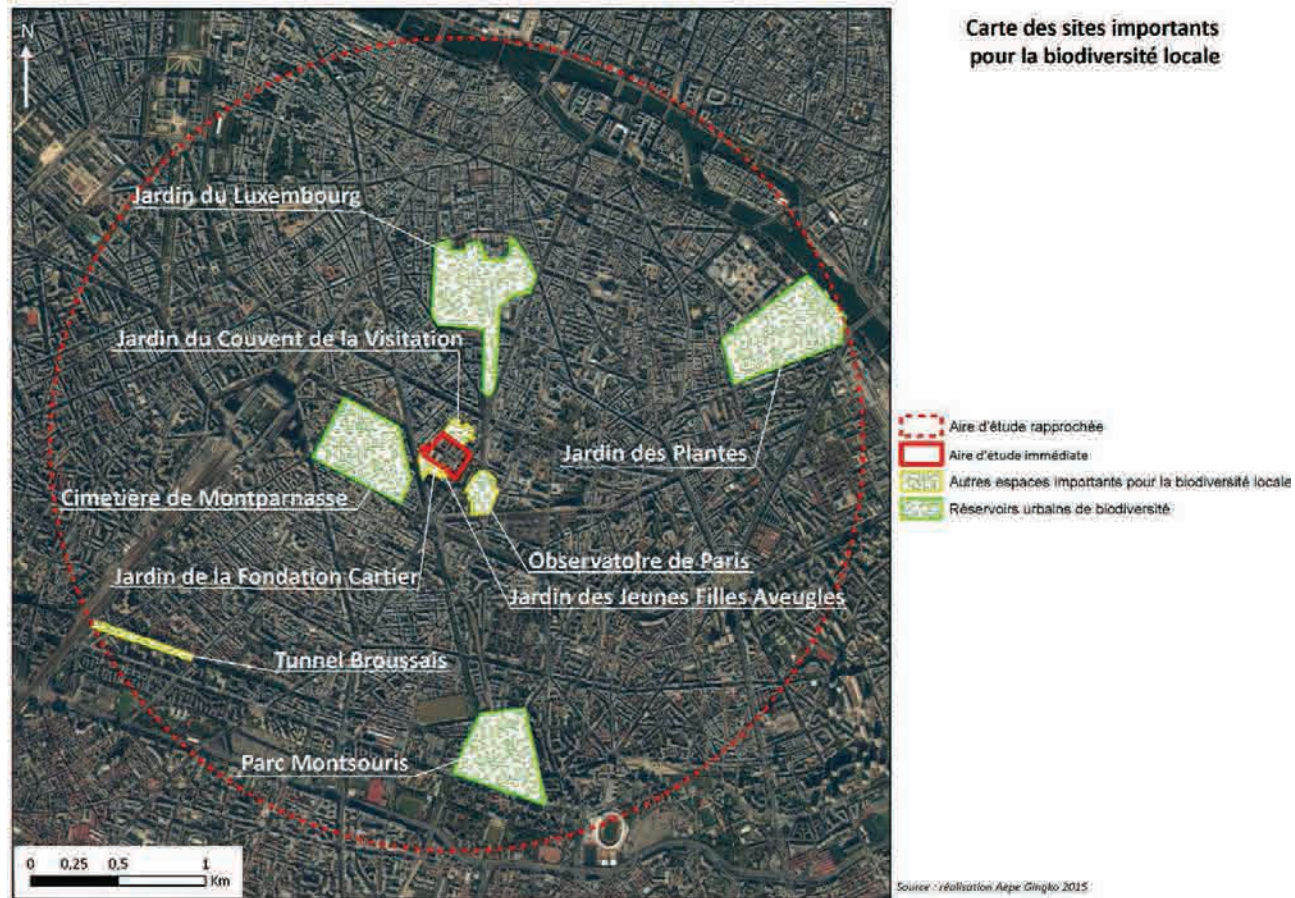 Carte des sites importants
pour la biodiversité locale
N
Jardin du Luxembourg
Jardin du Couvent de la Visitation
Jardin des Plantes
Cimetière de Montparnasse
Observatoire de Paris
Jardin de la Fondation Cartier
Jardin des Jeunes Filles Aveugles
Tunnel Broussais
Parc Montsouris
Aire d'étude rapprochée
Aire d'étude immédiate
Autres espaces importants pour la biodiversité locale
Réservoirs urbains de biodiversité
0 0,25 0,5 1
Km
Source : réalisation Aepe Gingko 2015